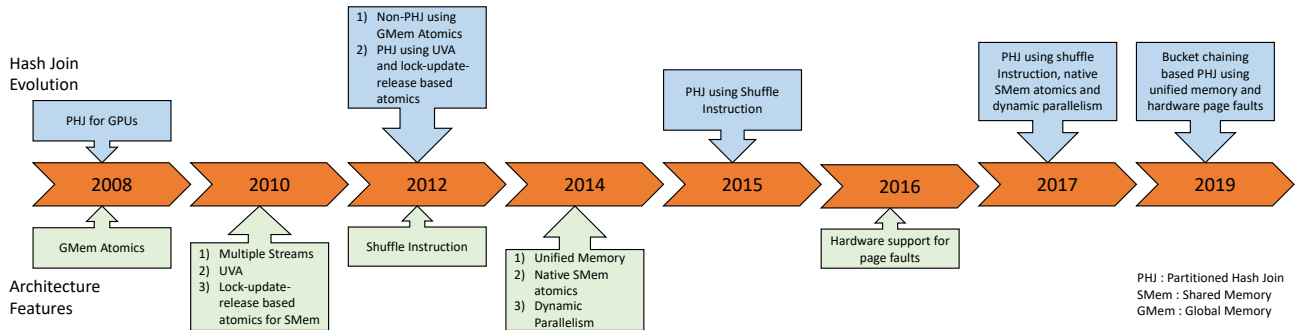 Hash Join
Evolution
PHJ for GPUs
1) Non-PHJ using
GMem Atomics
2) PHJ using UVA
and lock-update-
release based
atomics
PHJ using Shuffle
Instruction
PHJ using shuffle
Instruction, native
SMem atomics and
dynamic parallelism
Bucket chaining
based PHJ using
unified memory and
hardware page faults
2008
2010
2012
2014
2015
2016
2017
2019
GMem Atomics
1) Multiple Streams
2) UVA
3) Lock-update-
release based
atomics for SMem
Shuffle Instruction
1) Unified Memory
2) Native SMem
atomics
3) Dynamic
Parallelism
Hardware support for
page faults
Architecture
Features
PHJ : Partitioned Hash Join
SMem : Shared Memory
GMem : Global Memory